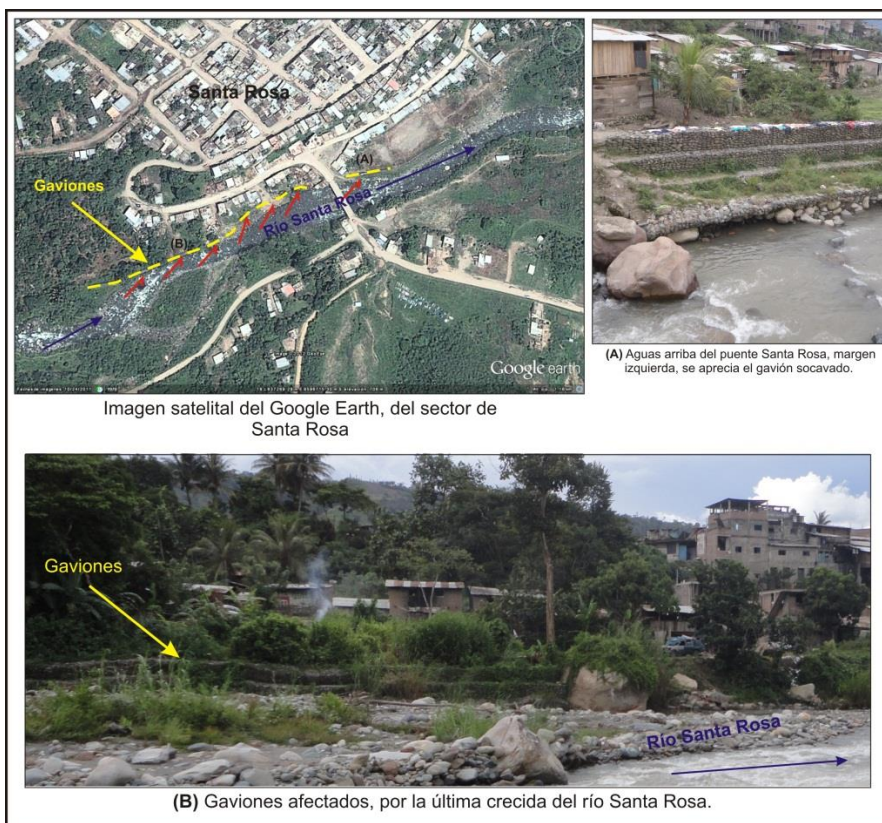 Santa Rosa
(A)
Gaviones
Río Santa Rosa
(B)
Google earth
(A) Aguas arriba del puente Santa Rosa, margen
izquierda, se aprecia el gavión socavado.
Imagen satelital del Google Earth, del sector de
Santa Rosa
Gaviones
Río Santa Rosa
(B) Gaviones afectados, por la última crecida del río Santa Rosa.